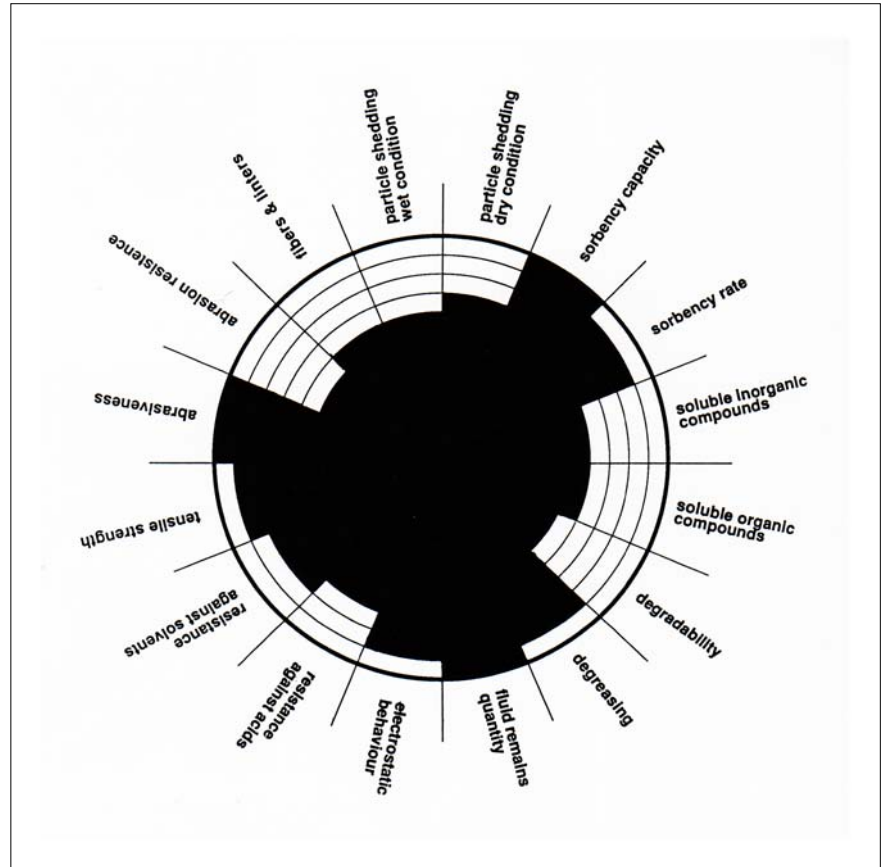 particle shedding
dry condition
sorbency capacity
sorbency rate
soluble inorganic
compounds
soluble organic
compounds
degradability
degreasing
fluid remains
quantity
electrostatic
behaviour
resistance
against acids
resistance
against solvents
tensile strength
abrasiveness
abrasion resistence
fibers & linters
particle shedding
wet condition